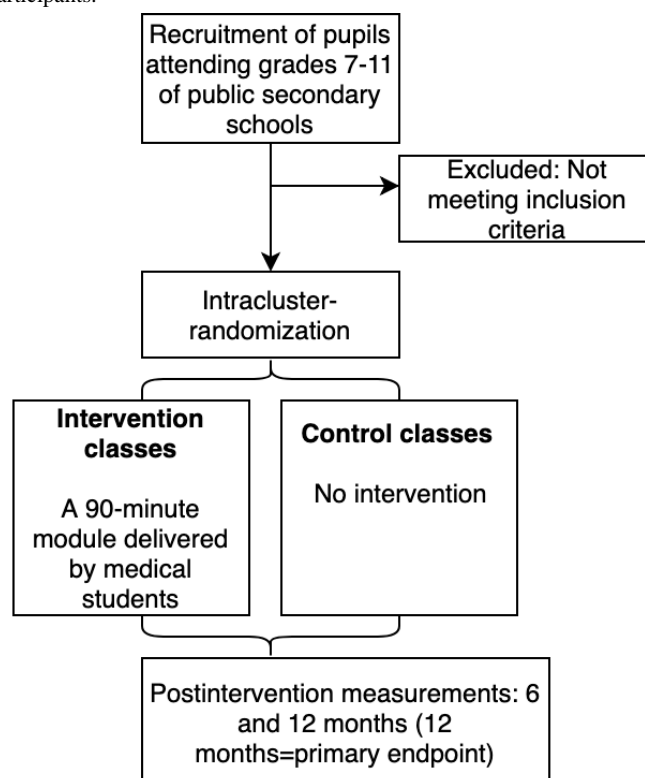 articipants.
Recruitment of pupils
attending grades 7-11
of public secondary
schools
Excluded: Not
meeting inclusion
criteria
Intracluster-
randomization
Intervention
classes
A 90-minute
module delivered
by medical
students
Control classes
No intervention
Postintervention measurements: 6
and 12 months (12
months=primary endpoint)